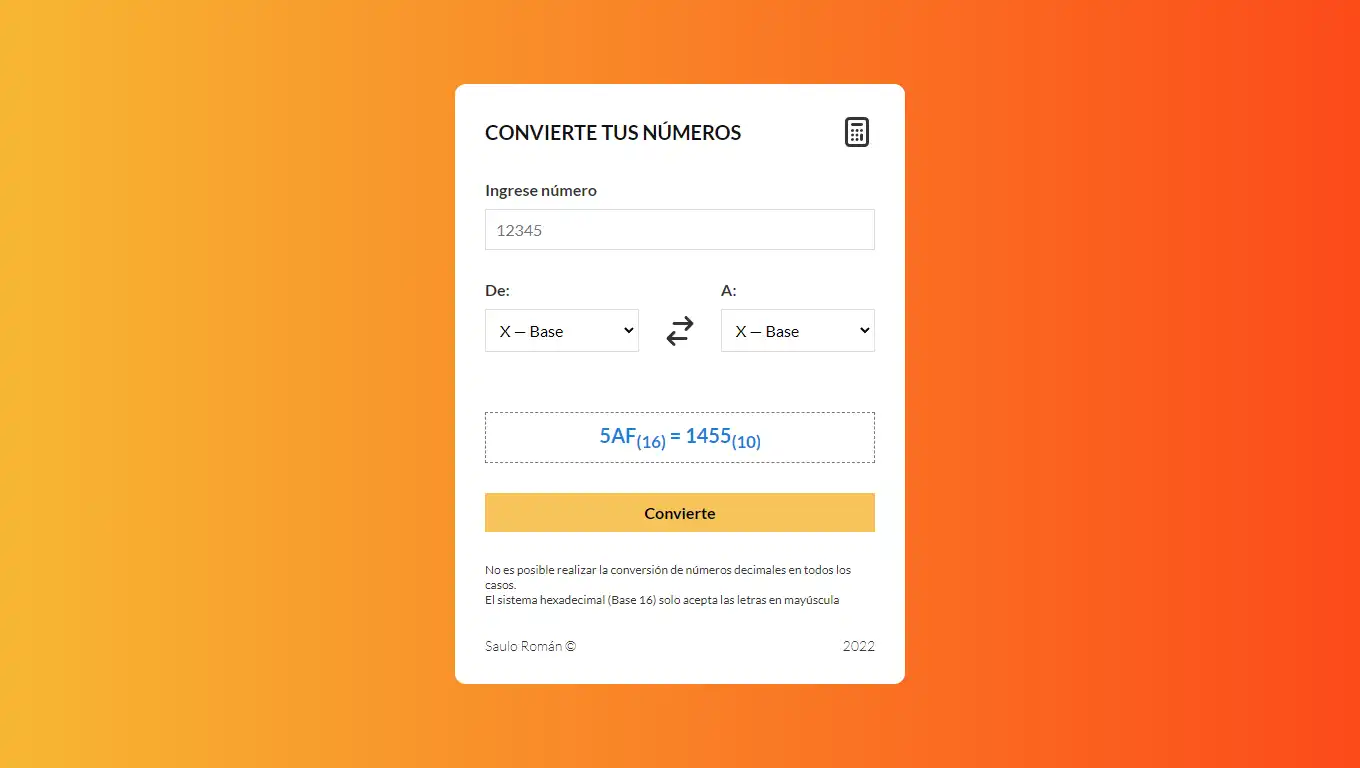 CONVIERTE TUS NÚMEROS
Ingrese número
12345
De:
A:
X — Base
X — Base
5AF(16) = 1455(10)
Convierte
No es posible realizar la conversión de números decimales en todos los
casos.
El sistema hexadecimal (Base 16) solo acepta las letras en mayúscula
Saulo Román ©
2022